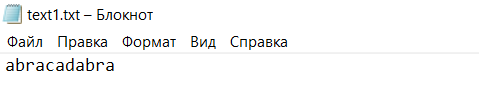 text1.txt – Блокнот
Файл Правка Формат Вид Справка
abracadabra